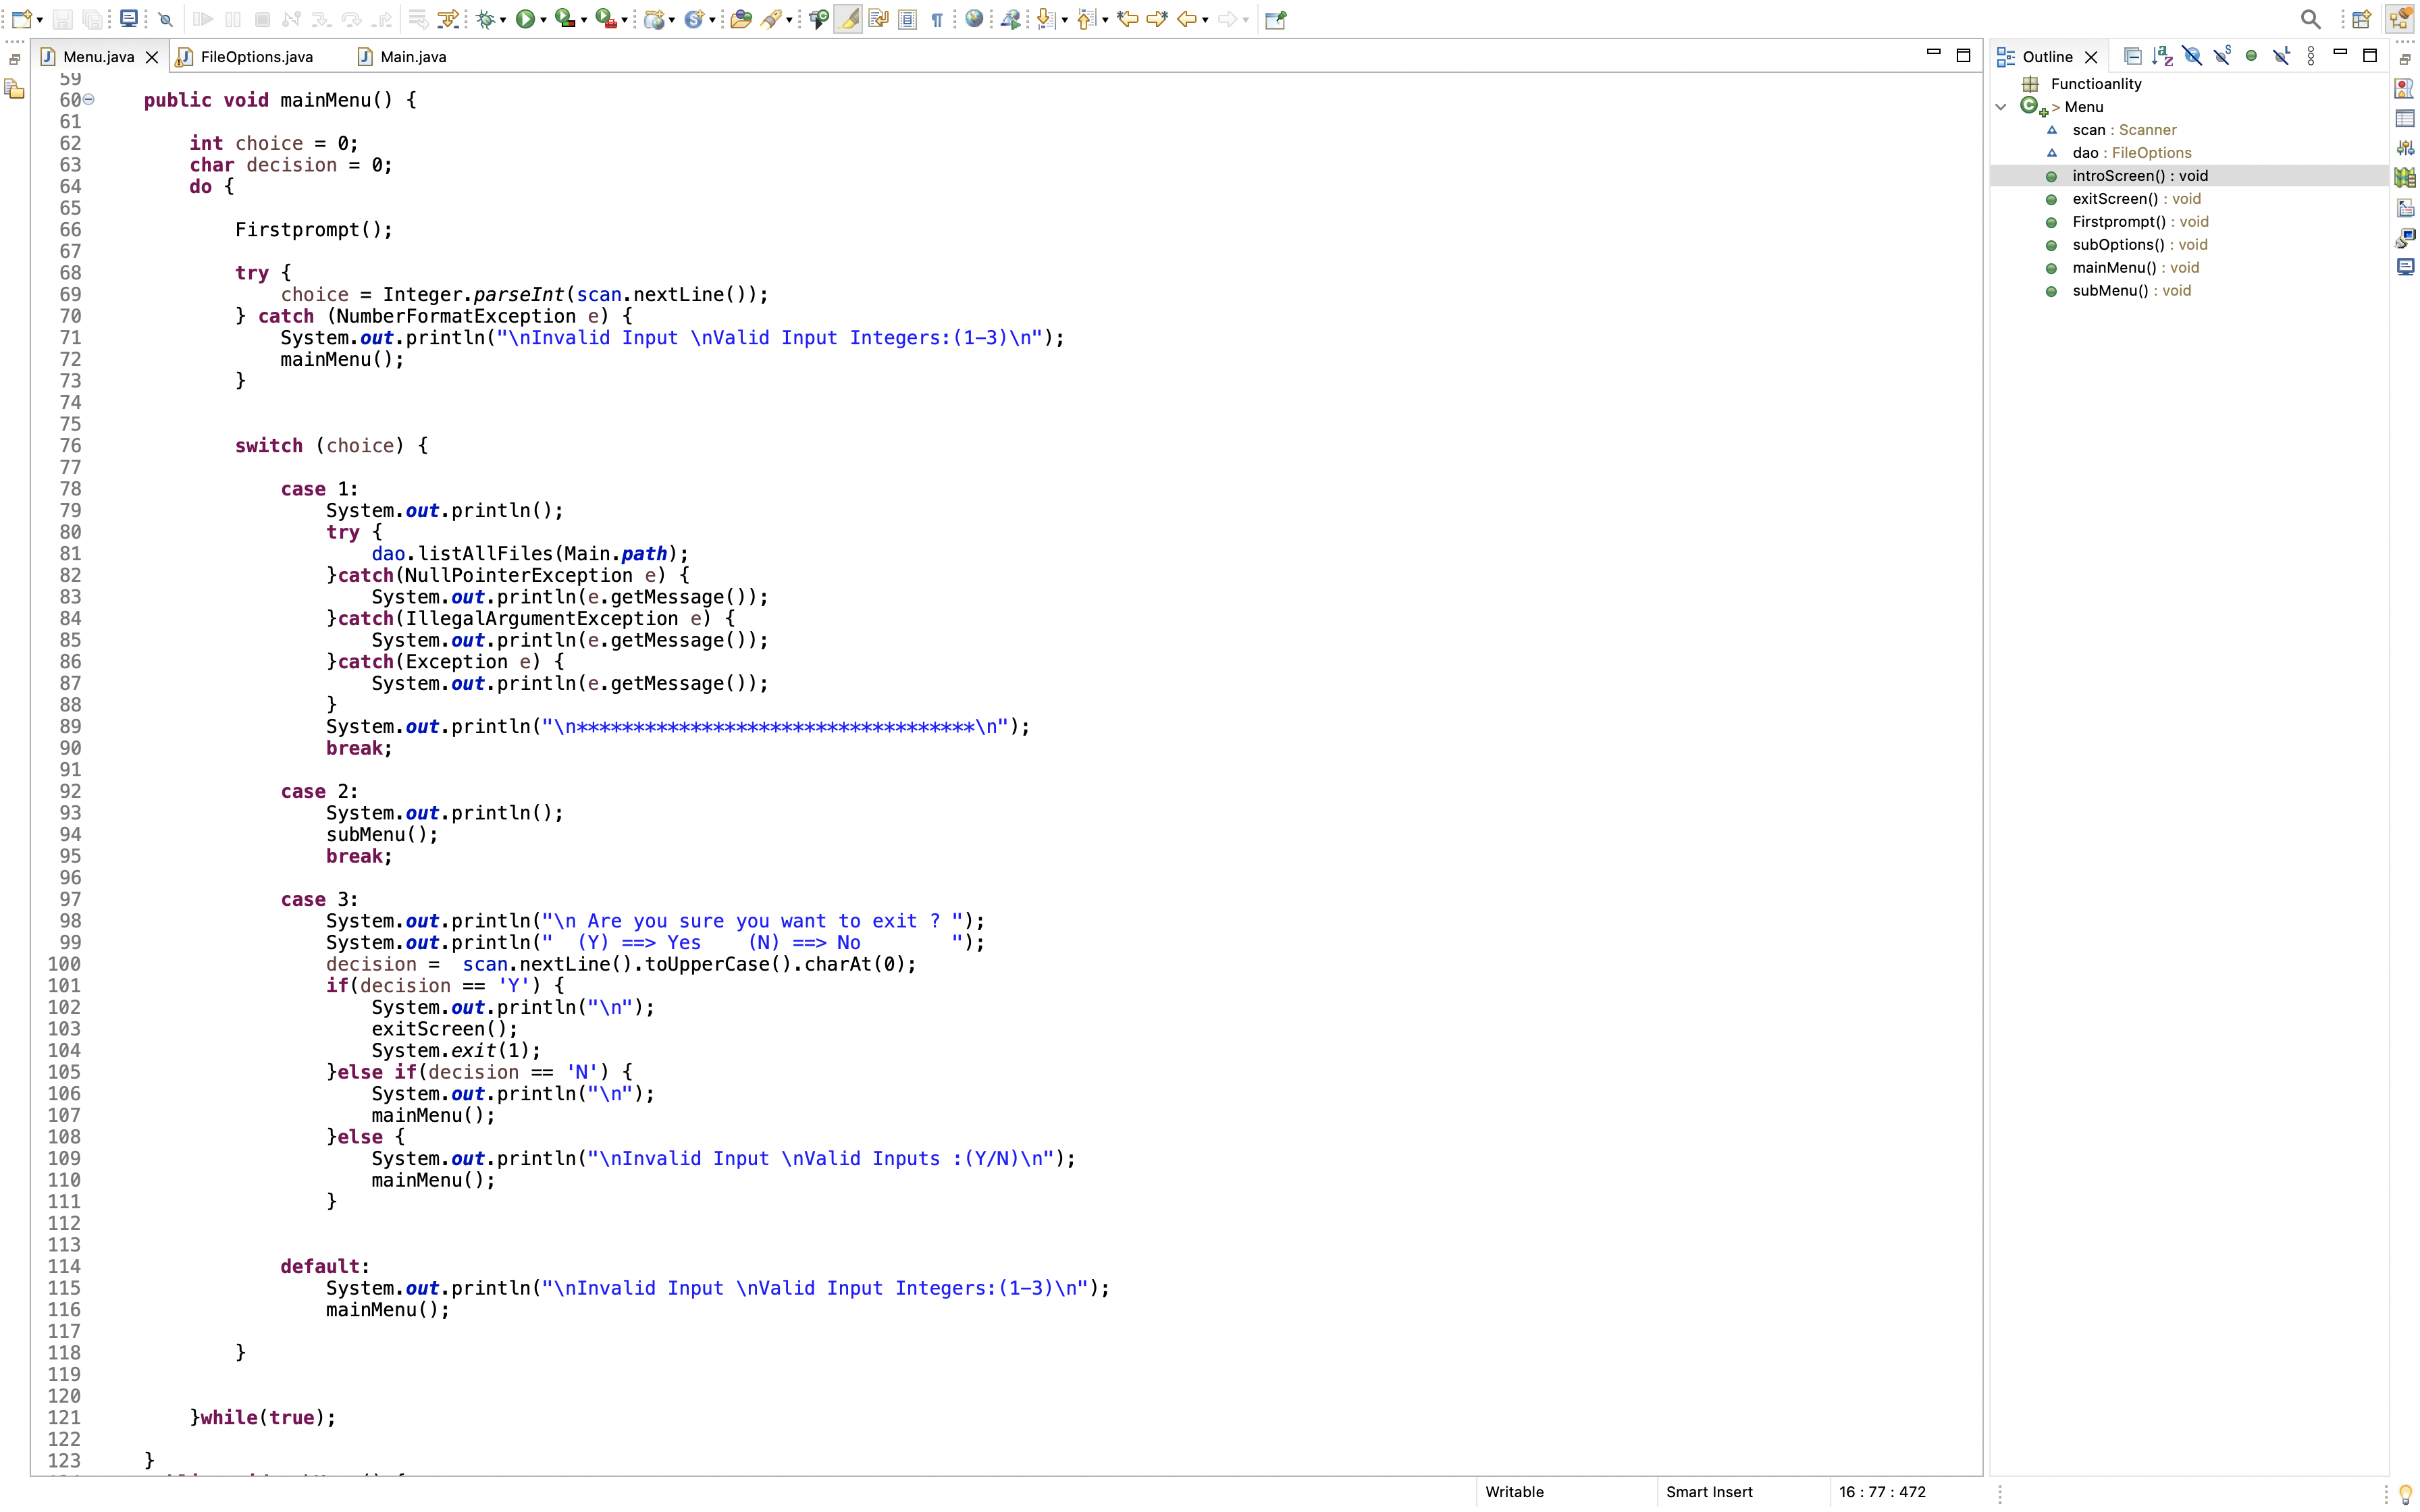 Menu.java
FileOptions.java
Main.java
59
60 public void mainMenu() {
61
62 int choice = 0;
63 char decision = 0;
64 do {
65
66 Firstprompt();
67
68 try {
69 choice = Integer.parseInt(scan.nextLine());
70 } catch (NumberFormatException e) {
71 System.out.println("\nInvalid Input \nValid Input Integers:(1-3)\n");
72 mainMenu();
73 }
74
75
76 switch (choice) {
77
78 case 1:
79 System.out.println();
80 try {
81 dao.listAllFiles(Main.path);
82 }catch(NullPointerException e) {
83 System.out.println(e.getMessage());
84 }catch(IllegalArgumentException e) {
85 System.out.println(e.getMessage());
86 }catch(Exception e) {
87 System.out.println(e.getMessage());
88 }
89 System.out.println("\n***********************************\n");
90 break;
91
92 case 2:
93 System.out.println();
94 subMenu();
95 break;
96
97 case 3:
98 System.out.println("\n Are you sure you want to exit ? ");
99 System.out.println("  (Y) ==> Yes    (N) ==> No        ");
100 decision =  scan.nextLine().toUpperCase().charAt(0);
101 if(decision == 'Y') {
102 System.out.println("\n");
103 exitScreen();
104 System.exit(1);
105 }else if(decision == 'N') {
106 System.out.println("\n");
107 mainMenu();
108 }else {
109 System.out.println("\nInvalid Input \nValid Inputs :(Y/N)\n");
110 mainMenu();
111 }
112
113
114 default:
115 System.out.println("\nInvalid Input \nValid Input Integers:(1-3)\n");
116 mainMenu();
117
118 }
119
120
121 }while(true);
122
123 }
Outline
Functioanlity
> Menu
scan : Scanner
dao : FileOptions
introScreen() : void
exitScreen() : void
Firstprompt() : void
subOptions() : void
mainMenu() : void
subMenu() : void
Writable
Smart Insert
16 : 77 : 472